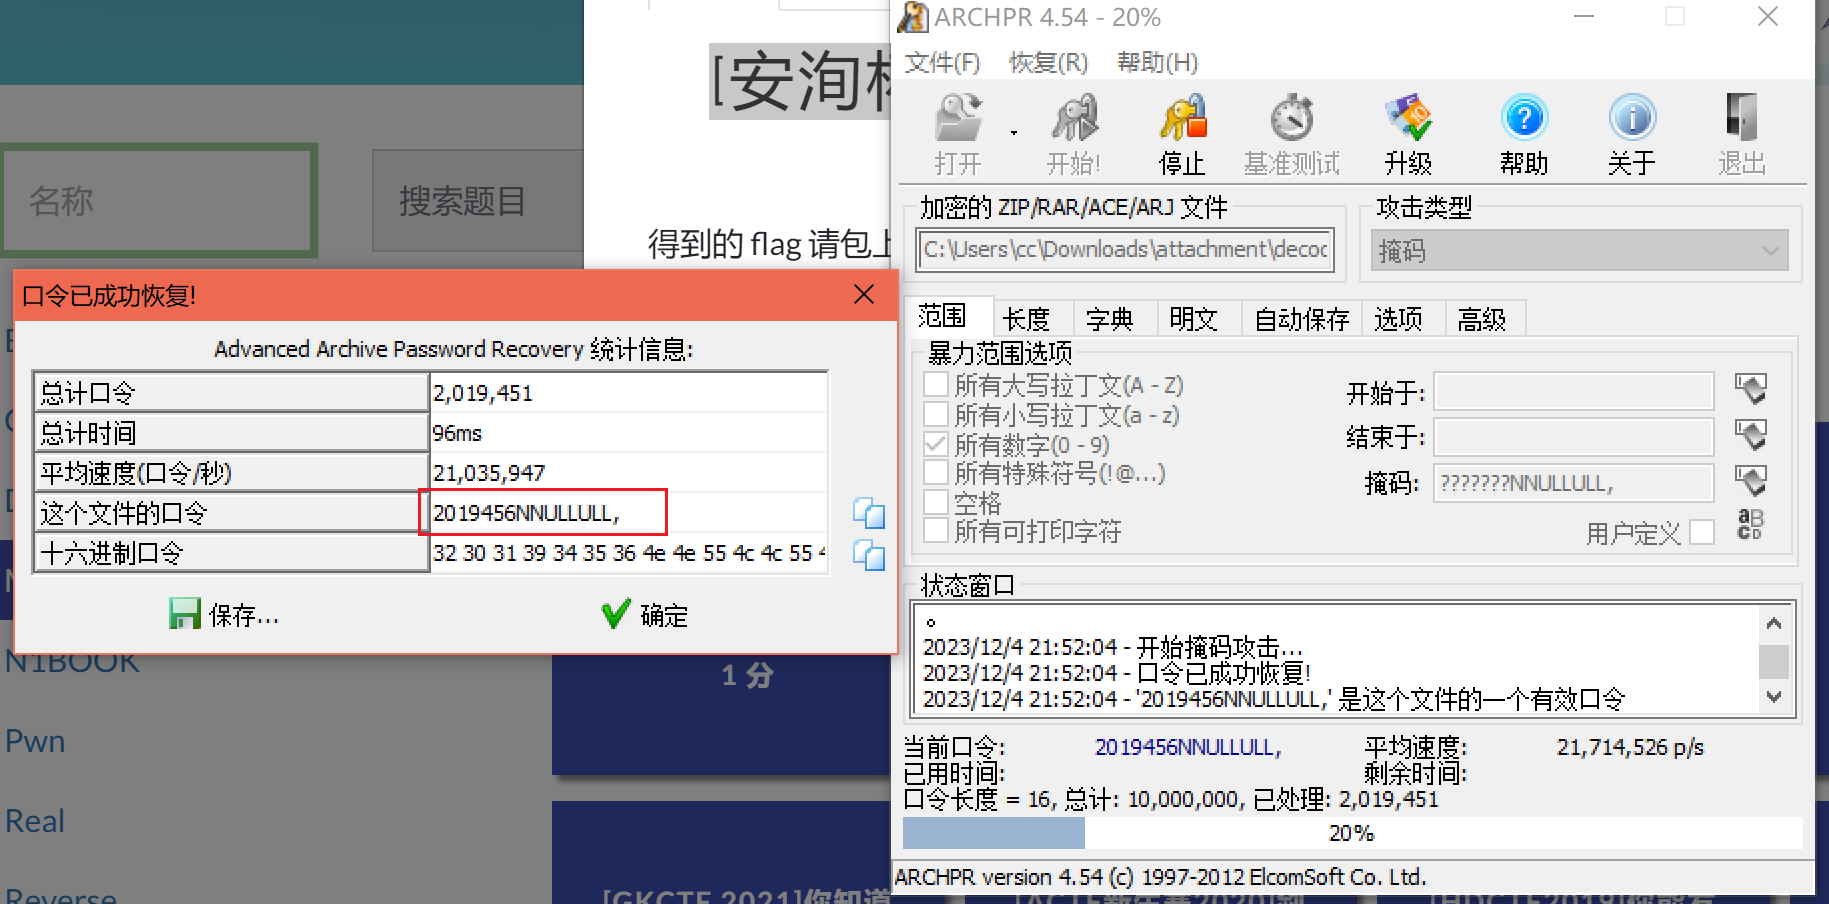 ARCHPR 4.54 - 20%
文件(F) 恢复(R) 帮助(H)
打开 开始! 停止 基准测试 升级 帮助 关于 退出
加密的 ZIP/RAR/ACE/ARJ 文件
C:\Users\cc\Downloads\attachment\decod
攻击类型
掩码
范围 长度 字典 明文 自动保存 选项 高级
暴力范围选项
所有大写拉丁文(A - Z)
所有小写拉丁文(a - z)
所有数字(0 - 9)
所有特殊符号(!@...)
空格
所有可打印字符
开始于:
结束于:
掩码: ???????NNULLULL,
用户定义
状态窗口
。
2023/12/4 21:52:04 - 开始掩码攻击...
2023/12/4 21:52:04 - 口令已成功恢复!
2023/12/4 21:52:04 - '2019456NNULLULL,' 是这个文件的一个有效口令
当前口令: 2019456NNULLULL, 平均速度: 21,714,526 p/s
已用时间: 剩余时间:
口令长度 = 16, 总计: 10,000,000, 已处理: 2,019,451
20%
ARCHPR version 4.54 (c) 1997-2012 ElcomSoft Co. Ltd.
[安洵
名称
搜索题目
得到的 flag 请包上
口令已成功恢复!
Advanced Archive Password Recovery 统计信息:
总计口令 2,019,451
总计时间 96ms
平均速度(口令/秒) 21,035,947
这个文件的口令 2019456NNULLULL,
十六进制口令 32 30 31 39 34 35 36 4e 4e 55 4c 4c 55 4
保存... 确定
N1BOOK
1 分
Pwn
Real
Reverse
[GKCTF 2021]你知道